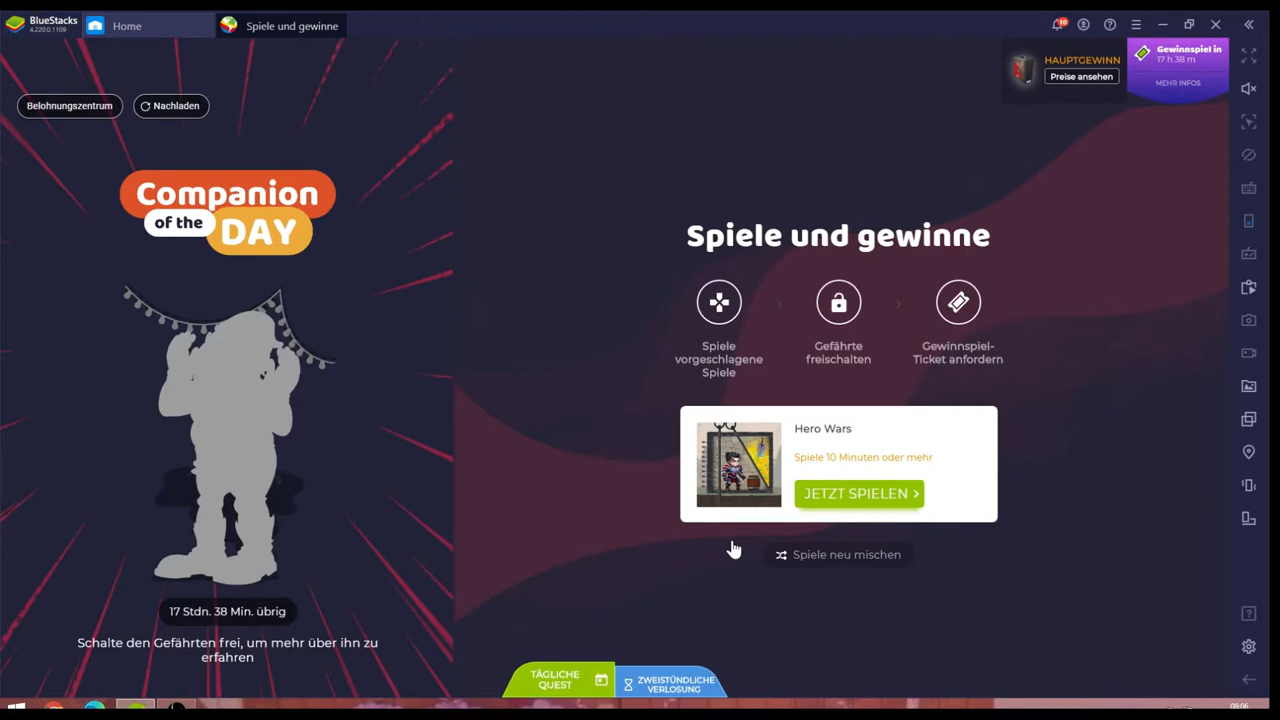 BlueStacks
4.220.0.1109
Home
Spiele und gewinne
10
HAUPTGEWINN
Preise ansehen
Gewinnspiel in
17 h 38 m
MEHR INFOS
Belohnungszentrum
Nachladen
Companion
of the
DAY
17 Stdn. 38 Min. übrig
Schalte den Gefährten frei, um mehr über ihn zu
erfahren
Spiele und gewinne
Spiele
vorgeschlagene
Spiele
Gefährte
freischalten
Gewinnspiel-
Ticket anfordern
Hero Wars
Spiele 10 Minuten oder mehr
JETZT SPIELEN
Spiele neu mischen
TÄGLICHE
QUEST
ZWEISTÜNDLICHE
VERLOSUNG
08:06